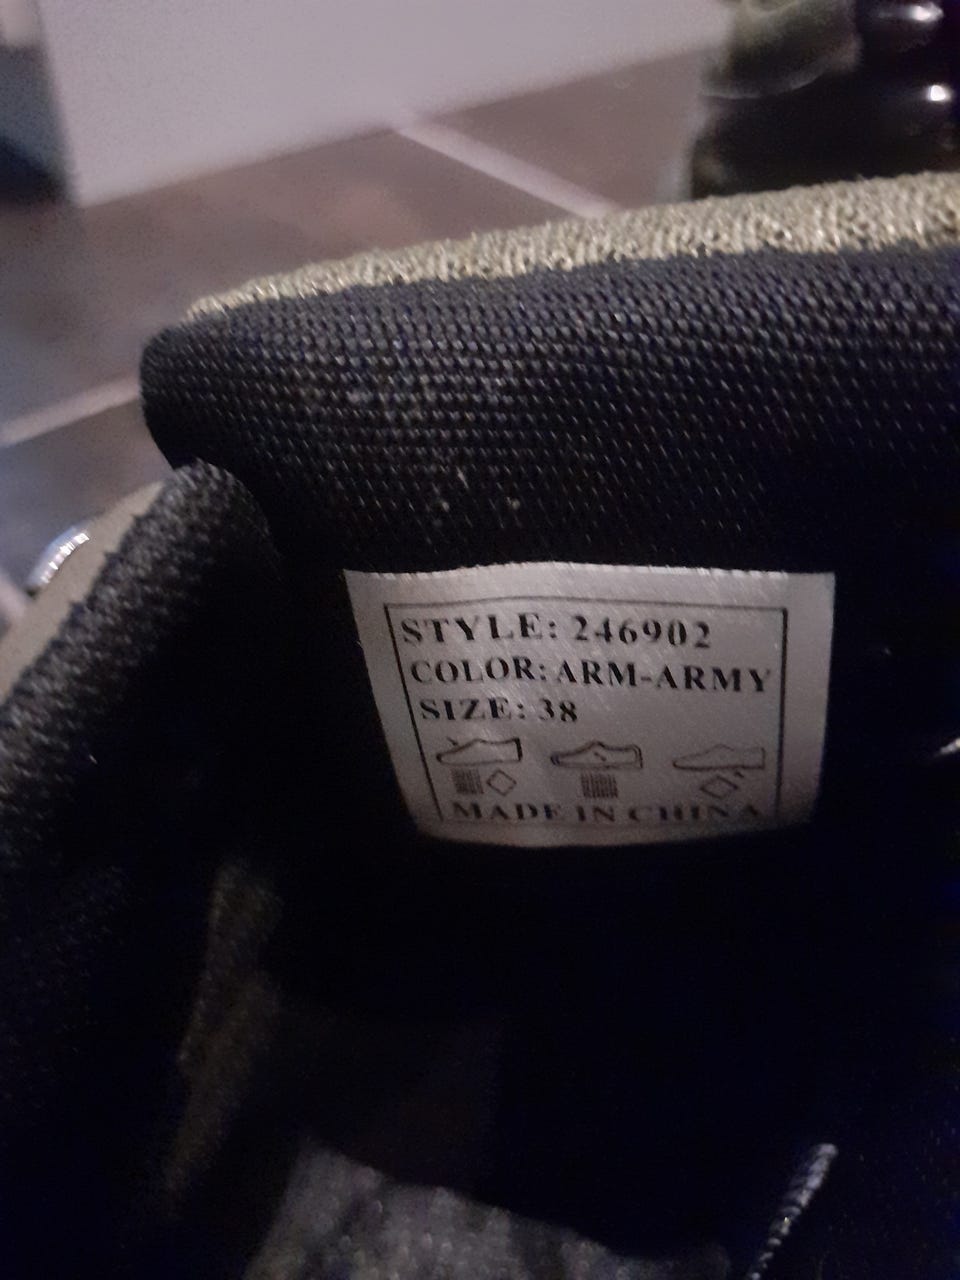 STYLE: 246902
COLOR: ARM-ARMY
SIZE: 38
MADE IN CHINA